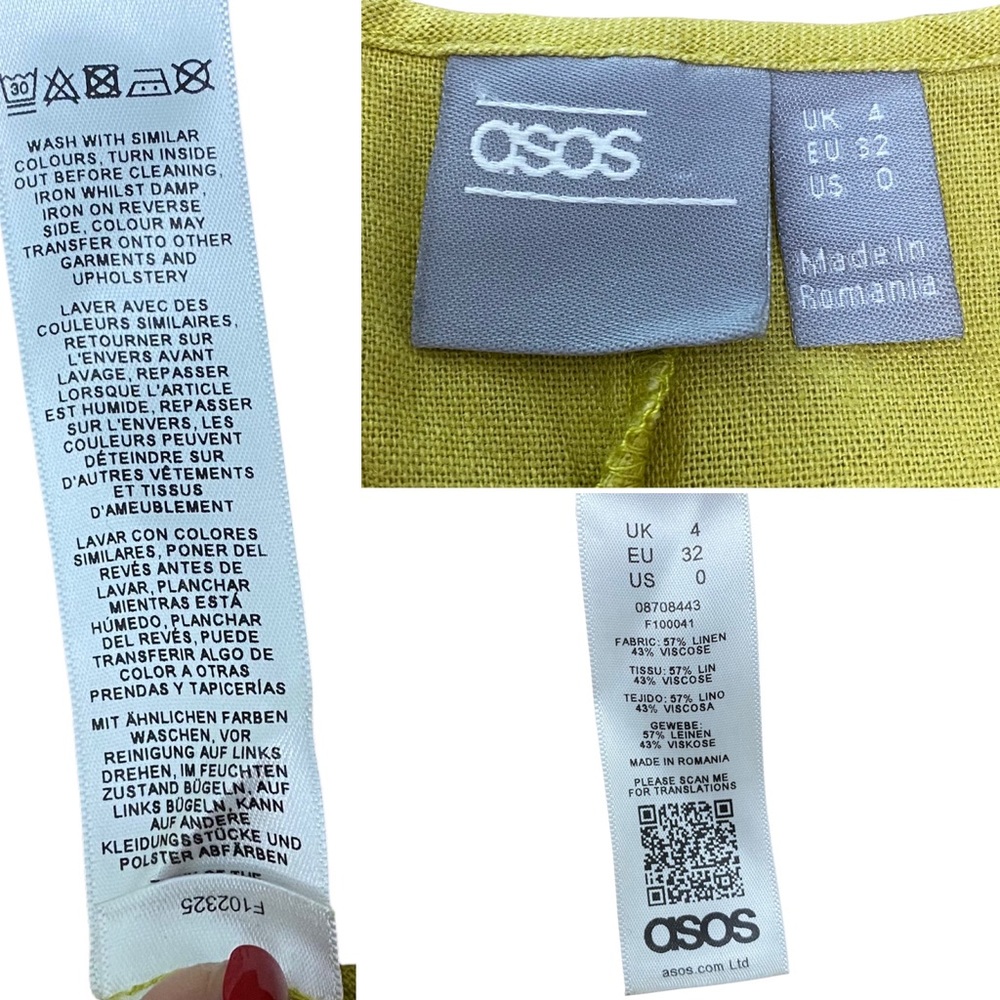 30
WASH WITH SIMILAR
COLOURS, TURN INSIDE
OUT BEFORE CLEANING,
IRON WHILST DAMP,
IRON ON REVERSE
SIDE, COLOUR MAY
TRANSFER ONTO OTHER
GARMENTS AND
UPHOLSTERY
LAVER AVEC DES
COULEURS SIMILAIRES,
RETOURNER SUR
L'ENVERS AVANT
LAVAGE, REPASSER
LORSQUE L'ARTICLE
EST HUMIDE, REPASSER
SUR L'ENVERS, LES
COULEURS PEUVENT
DÉTEINDRE SUR
D'AUTRES VÊTEMENTS
ET TISSUS
D'AMEUBLEMENT
LAVAR CON COLORES
SIMILARES, PONER DEL
REVÉS ANTES DE
LAVAR, PLANCHAR
MIENTRAS ESTÁ
HÚMEDO, PLANCHAR
DEL REVÉS, PUEDE
TRANSFERIR ALGO DE
COLOR A OTRAS
PRENDAS Y TAPICERÍAS
MIT ÄHNLICHEN FARBEN
WASCHEN, VOR
REINIGUNG AUF LINKS
DREHEN, IM FEUCHTEN
ZUSTAND BÜGELN, AUF
LINKS BÜGELN, KANN
AUF ANDERE
KLEIDUNGSSTÜCKE UND
POLSTER ABFÄRBEN
OF THE
F102325
asos
UK 4
EU 32
US 0
Made In
Romania
UK 4
EU 32
US 0
08708443
F100041
FABRIC: 57% LINEN
43% VISCOSE
TISSU: 57% LIN
43% VISCOSE
TEJIDO: 57% LINO
43% VISCOSA
GEWEBE:
57% LEINEN
43% VISKOSE
MADE IN ROMANIA
PLEASE SCAN ME
FOR TRANSLATIONS
asos
asos.com Ltd